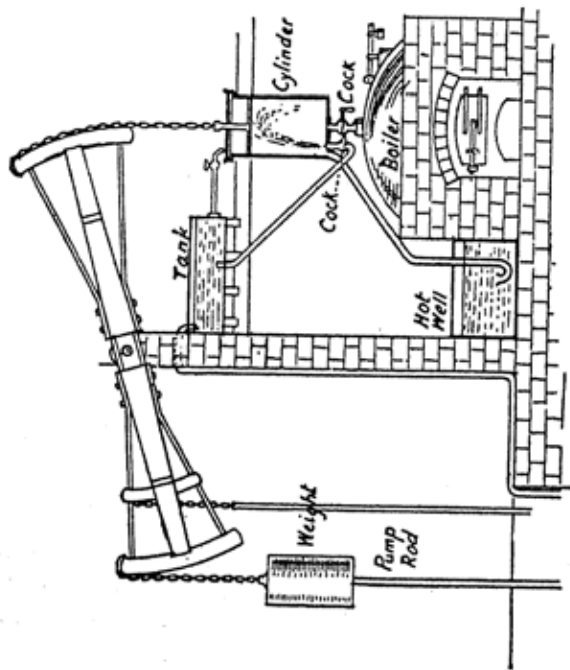 Cylinder
Cock
Boiler
Tank
Cock
Hot
Well
Weight
Pump
Rod